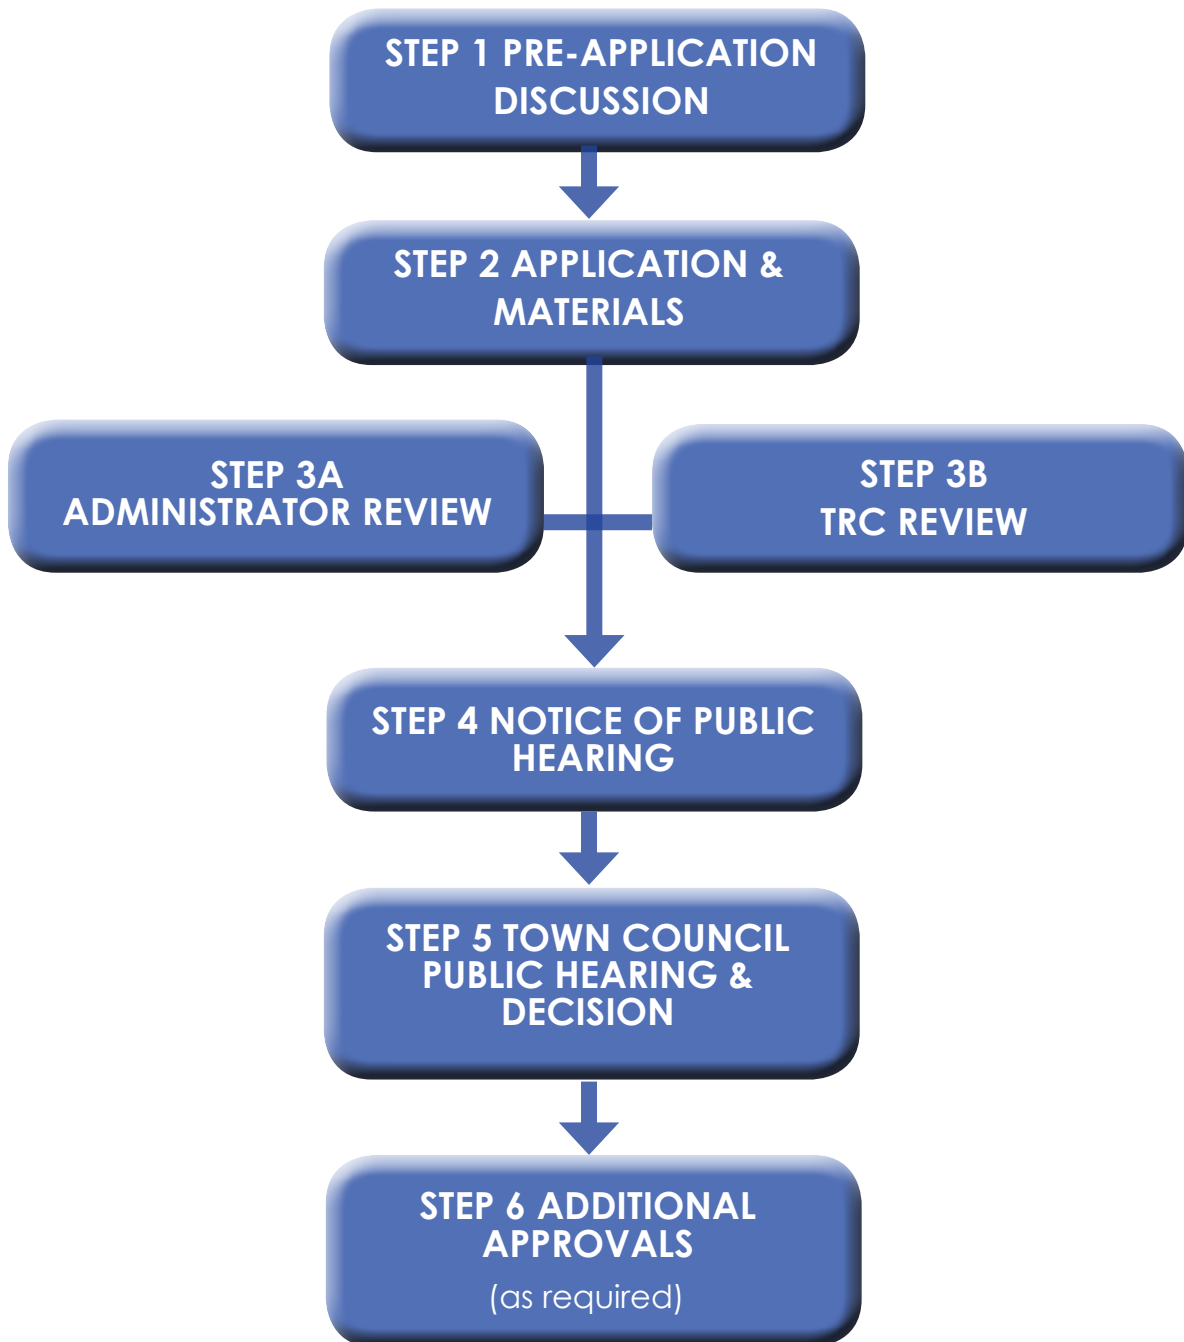 STEP 1 PRE-APPLICATION
DISCUSSION
STEP 2 APPLICATION &
MATERIALS
STEP 3A
ADMINISTRATOR REVIEW
STEP 3B
TRC REVIEW
STEP 4 NOTICE OF PUBLIC
HEARING
STEP 5 TOWN COUNCIL
PUBLIC HEARING &
DECISION
STEP 6 ADDITIONAL
APPROVALS
(as required)